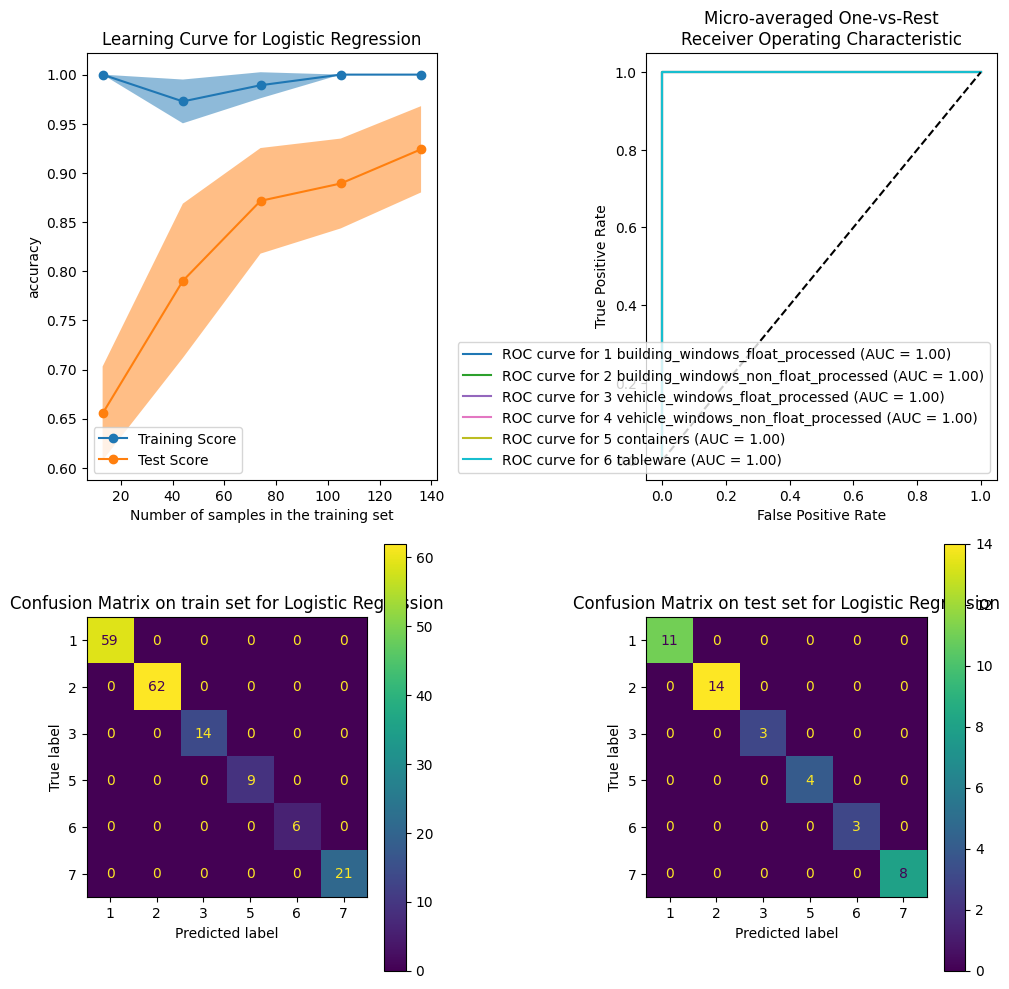 Learning Curve for Logistic Regression
1.00
0.95
0.90
0.85
0.80
0.75
0.70
0.65
0.60
accuracy
Training Score
Test Score
20 40 60 80 100 120 140
Number of samples in the training set
Micro-averaged One-vs-Rest
Receiver Operating Characteristic
1.0
0.8
0.6
0.4
0.2
0.0
True Positive Rate
ROC curve for 1 building_windows_float_processed (AUC = 1.00)
ROC curve for 2 building_windows_non_float_processed (AUC = 1.00)
ROC curve for 3 vehicle_windows_float_processed (AUC = 1.00)
ROC curve for 4 vehicle_windows_non_float_processed (AUC = 1.00)
ROC curve for 5 containers (AUC = 1.00)
ROC curve for 6 tableware (AUC = 1.00)
0.0 0.2 0.4 0.6 0.8 1.0
False Positive Rate
Confusion Matrix on train set for Logistic Regression
True label
1 59 0 0 0 0 0
2 0 62 0 0 0 0
3 0 0 14 0 0 0
5 0 0 0 9 0 0
6 0 0 0 0 6 0
7 0 0 0 0 0 21
1 2 3 5 6 7
Predicted label
60
50
40
30
20
10
0
Confusion Matrix on test set for Logistic Regression
True label
1 11 0 0 0 0 0
2 0 14 0 0 0 0
3 0 0 3 0 0 0
5 0 0 0 4 0 0
6 0 0 0 0 3 0
7 0 0 0 0 0 8
1 2 3 5 6 7
Predicted label
14
12
10
8
6
4
2
0